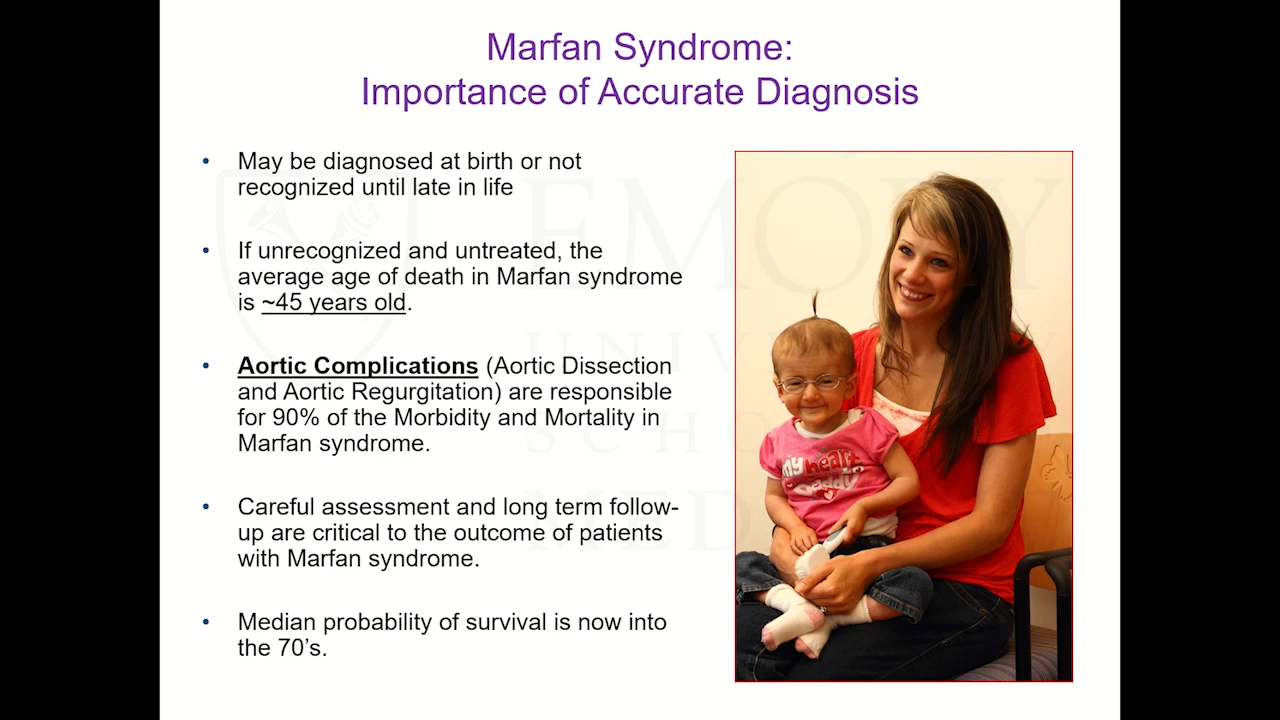 Marfan Syndrome:
Importance of Accurate Diagnosis
• May be diagnosed at birth or not
recognized until late in life
• If unrecognized and untreated, the
average age of death in Marfan syndrome
is ~45 years old.
• Aortic Complications (Aortic Dissection
and Aortic Regurgitation) are responsible
for 90% of the Morbidity and Mortality in
Marfan syndrome.
• Careful assessment and long term follow-
up are critical to the outcome of patients
with Marfan syndrome.
• Median probability of survival is now into
the 70’s.
EMORY
my heart
daddy